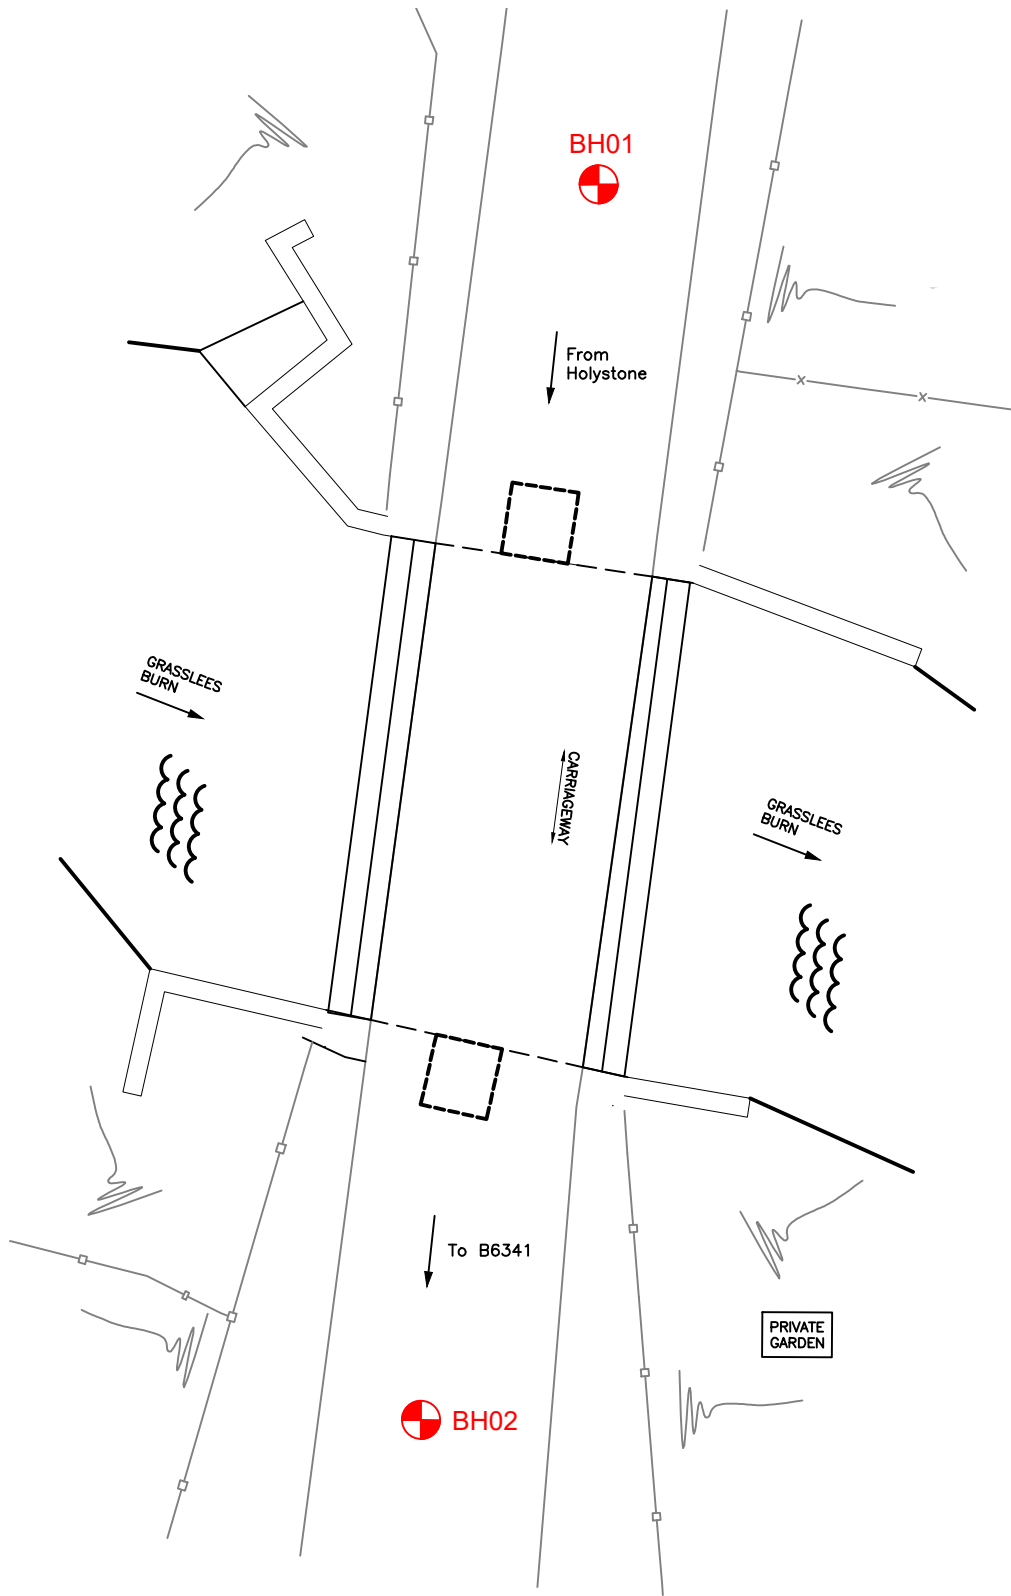 BH01
From
Holystone
GRASSLEES
BURN
CARRIAGEWAY
GRASSLEES
BURN
To B6341
PRIVATE
GARDEN
BH02